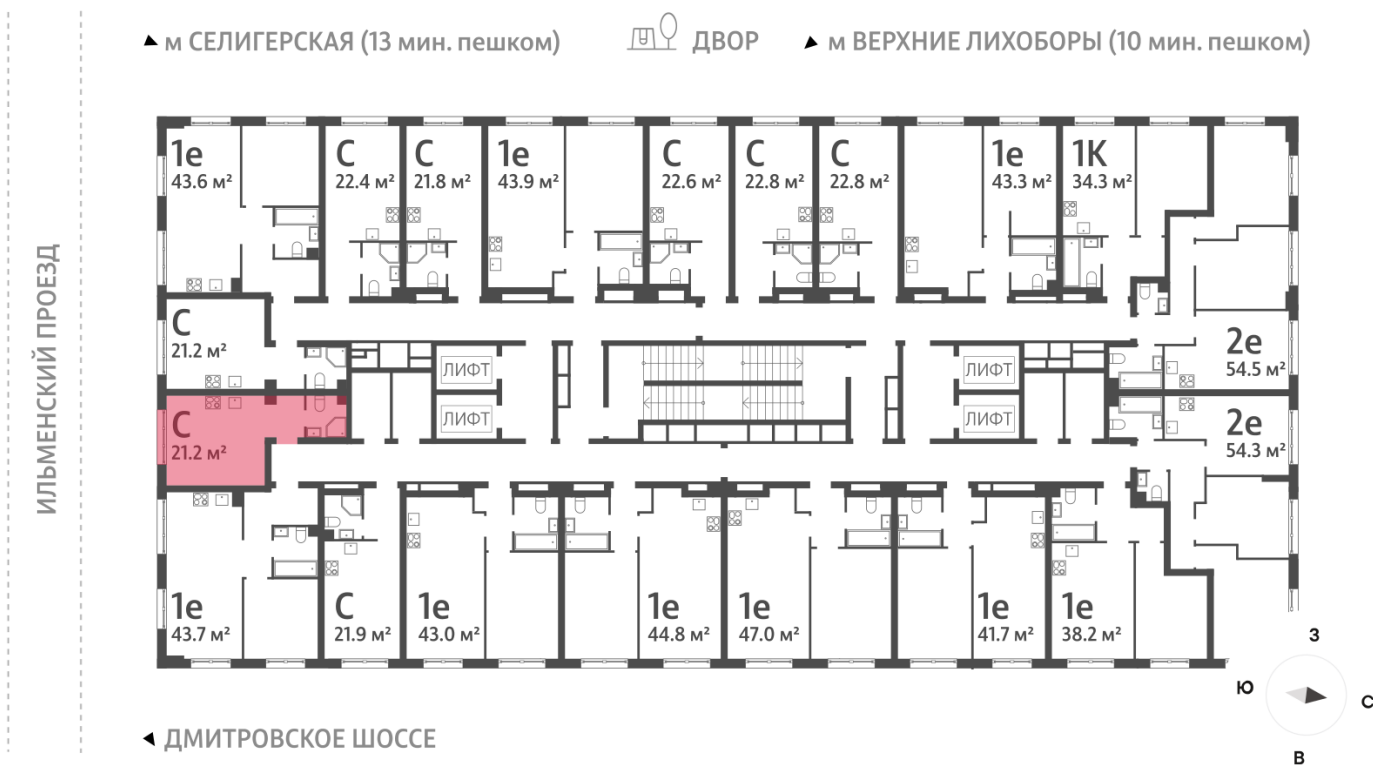 м СЕЛИГЕРСКАЯ (13 мин. пешком)
ДВОР
м ВЕРХНИЕ ЛИХОБОРЫ (10 мин. пешком)
ИЛЬМЕНСКИЙ ПРОЕЗД
1е
43.6 м²
С
22.4 м²
С
21.8 м²
1е
43.9 м²
С
22.6 м²
С
22.8 м²
С
22.8 м²
1е
43.3 м²
1К
34.3 м²
С
21.2 м²
2е
54.5 м²
ЛИФТ
ЛИФТ
ЛИФТ
ЛИФТ
С
21.2 м²
2е
54.3 м²
1е
43.7 м²
С
21.9 м²
1е
43.0 м²
1е
44.8 м²
1е
47.0 м²
1е
41.7 м²
1е
38.2 м²
З
Ю
С
В
ДМИТРОВСКОЕ ШОССЕ